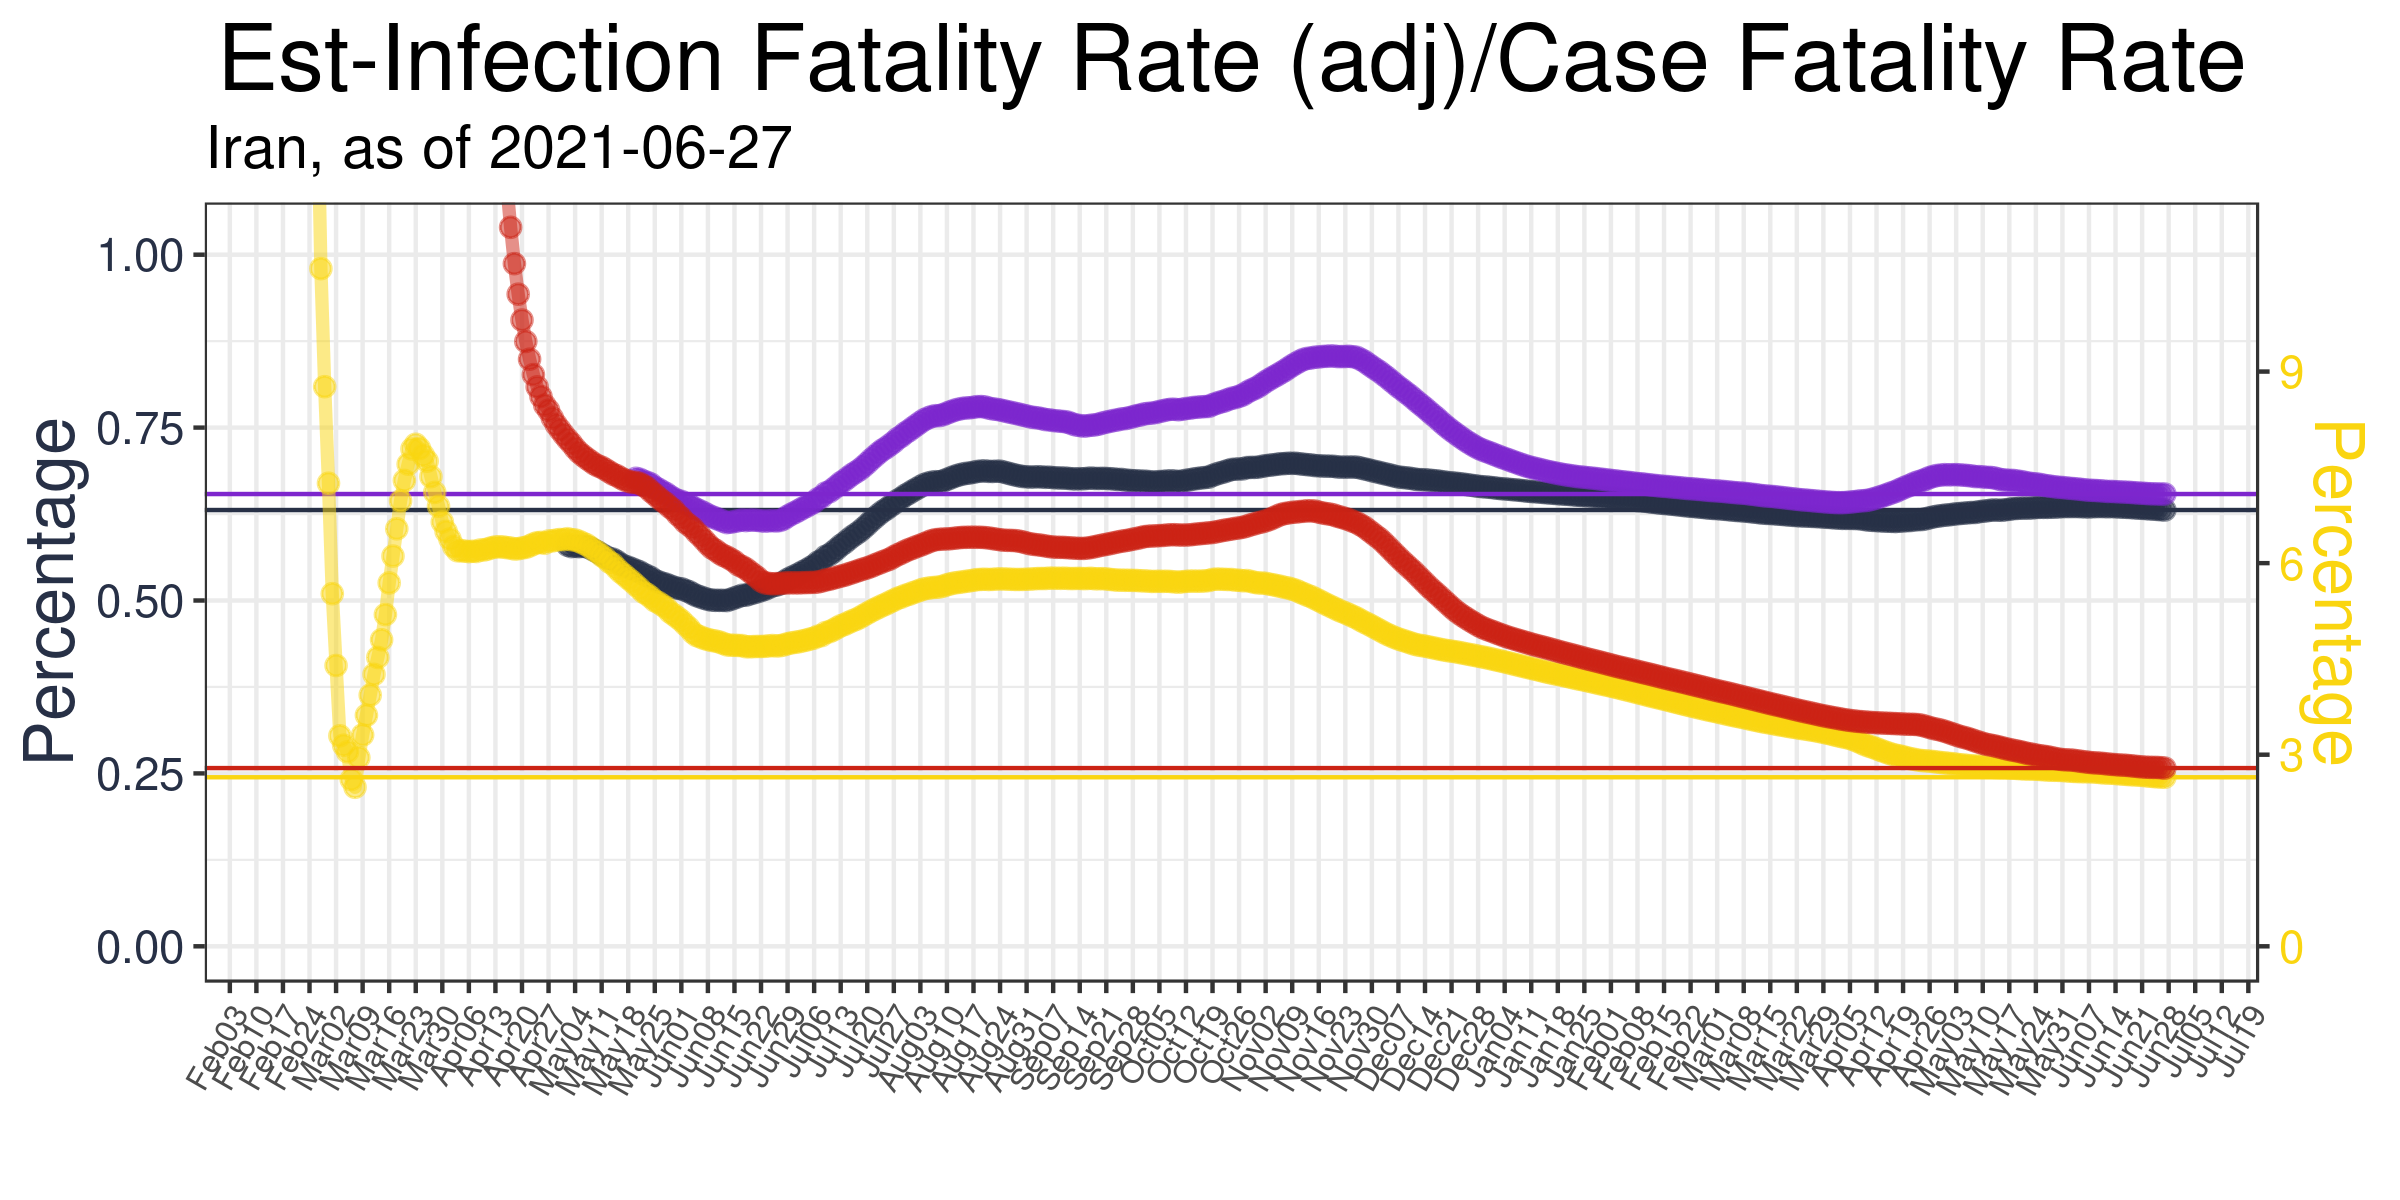 Est-Infection Fatality Rate (adj)/Case Fatality Rate
Iran, as of 2021-06-27
Percentage
1.00
0.75
0.50
0.25
0.00
9
6
3
0
Percentage
Feb03
Feb10
Feb17
Feb24
Mar02
Mar09
Mar16
Mar23
Mar30
Apr06
Apr13
Apr20
Apr27
May04
May11
May18
May25
Jun01
Jun08
Jun15
Jun22
Jun29
Jul06
Jul13
Jul20
Jul27
Aug03
Aug10
Aug17
Aug24
Aug31
Sep07
Sep14
Sep21
Sep28
Oct05
Oct12
Oct19
Oct26
Nov02
Nov09
Nov16
Nov23
Nov30
Dec07
Dec14
Dec21
Dec28
Jan04
Jan11
Jan18
Jan25
Feb01
Feb08
Feb15
Feb22
Mar01
Mar08
Mar15
Mar22
Mar29
Apr05
Apr12
Apr19
Apr26
May03
May10
May17
May24
May31
Jun07
Jun14
Jun21
Jun28
Jul05
Jul12
Jul19